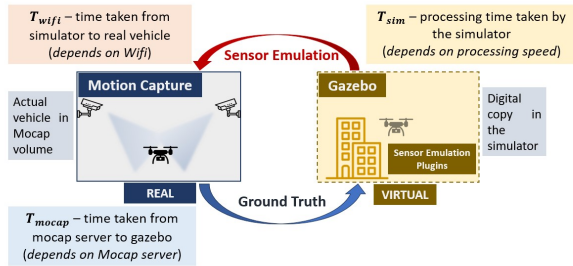 T_wifi – time taken from
simulator to real vehicle
(depends on Wifi)
T_sim – processing time taken by
the simulator
(depends on processing speed)
Sensor Emulation
Motion Capture
Gazebo
Actual
vehicle in
Mocap
volume
Digital
copy in
the
simulator
Sensor Emulation
Plugins
REAL
VIRTUAL
Ground Truth
T_mocap – time taken from
mocap server to gazebo
(depends on Mocap server)